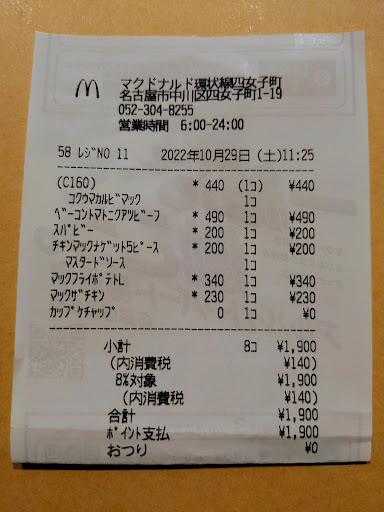 マクドナルド環状線四女子町
名古屋市中川区四女子町1-19
052-304-8255
営業時間 6:00-24:00
58 ﾚｼﾞNO 11 2022年10月29日(土)11:25
(C160) * 440 (1ｺ) ¥440
ｺｸｳﾏｶﾙﾋﾞﾏｯｸ 1ｺ
ﾍﾞｰｺﾝﾄﾏﾄﾆｸｱﾂﾋﾞｰﾌ * 490 1ｺ ¥490
ｽﾊﾟﾋﾞｰ * 200 1ｺ ¥200
ﾁｷﾝﾏｯｸﾅｹﾞｯﾄ5ﾋﾟｰｽ * 200 1ｺ ¥200
ﾏｽﾀｰﾄﾞｿｰｽ 1ｺ
ﾏｯｸﾌﾗｲﾎﾟﾃﾄL * 340 1ｺ ¥340
ﾏｯｸｻﾞﾁｷﾝ * 230 1ｺ ¥230
ｶｯﾌﾟｹﾁｬｯﾌﾟ 0 1ｺ ¥0
小計 8ｺ ¥1,900
(内消費税 ¥140)
8%対象 ¥1,900
(内消費税 ¥140)
合計 ¥1,900
ﾎﾟｲﾝﾄ支払 ¥1,900
おつり ¥0